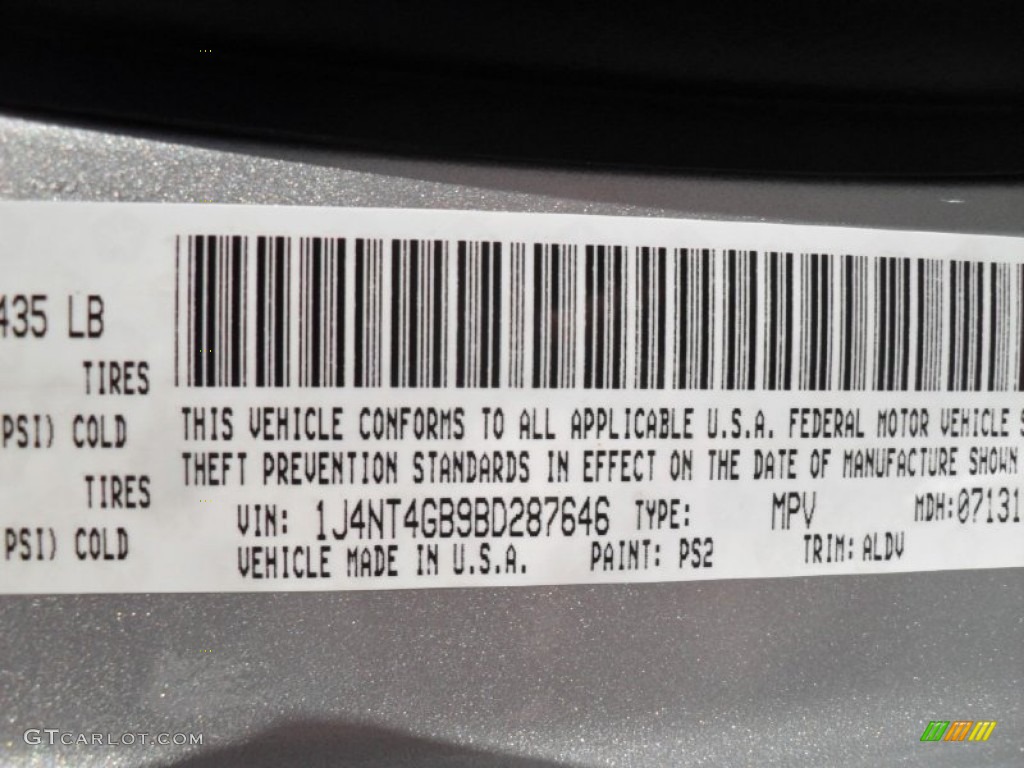 435 LB
TIRES
PSI) COLD
TIRES
PSI) COLD
THIS VEHICLE CONFORMS TO ALL APPLICABLE U.S.A. FEDERAL MOTOR VEHICLE S
THEFT PREVENTION STANDARDS IN EFFECT ON THE DATE OF MANUFACTURE SHOWN
VIN: 1J4NT4GB9BD287646 TYPE: MPV MDH:07131
VEHICLE MADE IN U.S.A. PAINT: PS2 TRIM: ALDV
GTCARLOT.COM